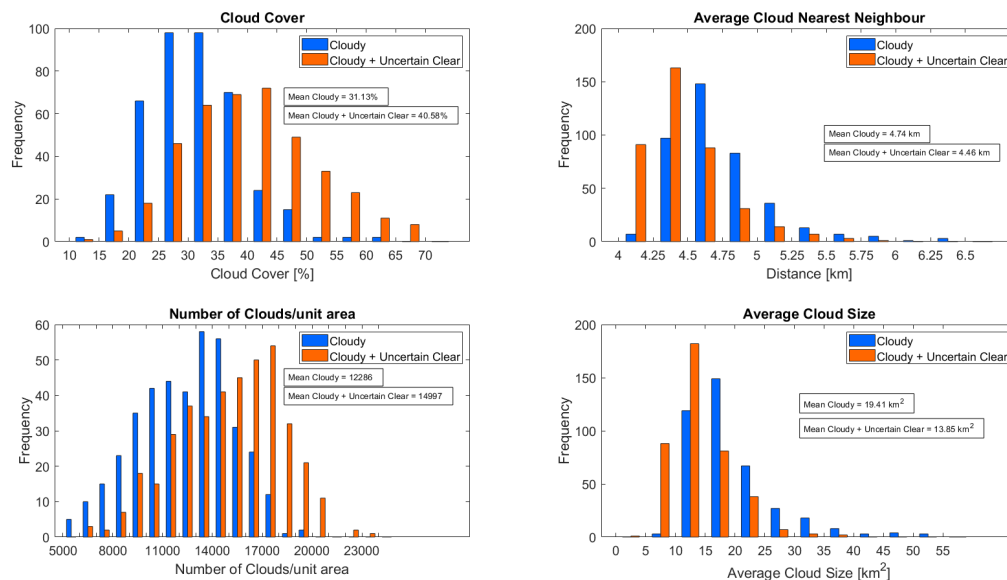 Cloud Cover
100
80
60
40
20
0
Frequency
10 15 20 25 30 35 40 45 50 55 60 65 70
Cloud Cover [%]
Cloudy
Cloudy + Uncertain Clear
Mean Cloudy = 31.13%
Mean Cloudy + Uncertain Clear = 40.58%
Average Cloud Nearest Neighbour
200
150
100
50
0
Frequency
4 4.25 4.5 4.75 5 5.25 5.5 5.75 6 6.25 6.5
Distance [km]
Cloudy
Cloudy + Uncertain Clear
Mean Cloudy = 4.74 km
Mean Cloudy + Uncertain Clear = 4.46 km
Number of Clouds/unit area
60
50
40
30
20
10
0
Frequency
5000 8000 11000 14000 17000 20000 23000
Number of Clouds/unit area
Cloudy
Cloudy + Uncertain Clear
Mean Cloudy = 12286
Mean Cloudy + Uncertain Clear = 14997
Average Cloud Size
200
150
100
50
0
Frequency
0 5 10 15 20 25 30 35 40 45 50 55
Average Cloud Size [km²]
Cloudy
Cloudy + Uncertain Clear
Mean Cloudy = 19.41 km²
Mean Cloudy + Uncertain Clear = 13.85 km²